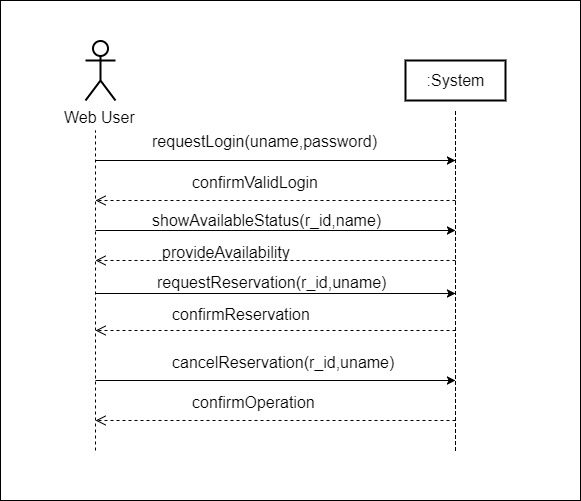 Web User
:System
requestLogin(uname,password)
confirmValidLogin
showAvailableStatus(r_id,name)
provideAvailability
requestReservation(r_id,uname)
confirmReservation
cancelReservation(r_id,uname)
confirmOperation